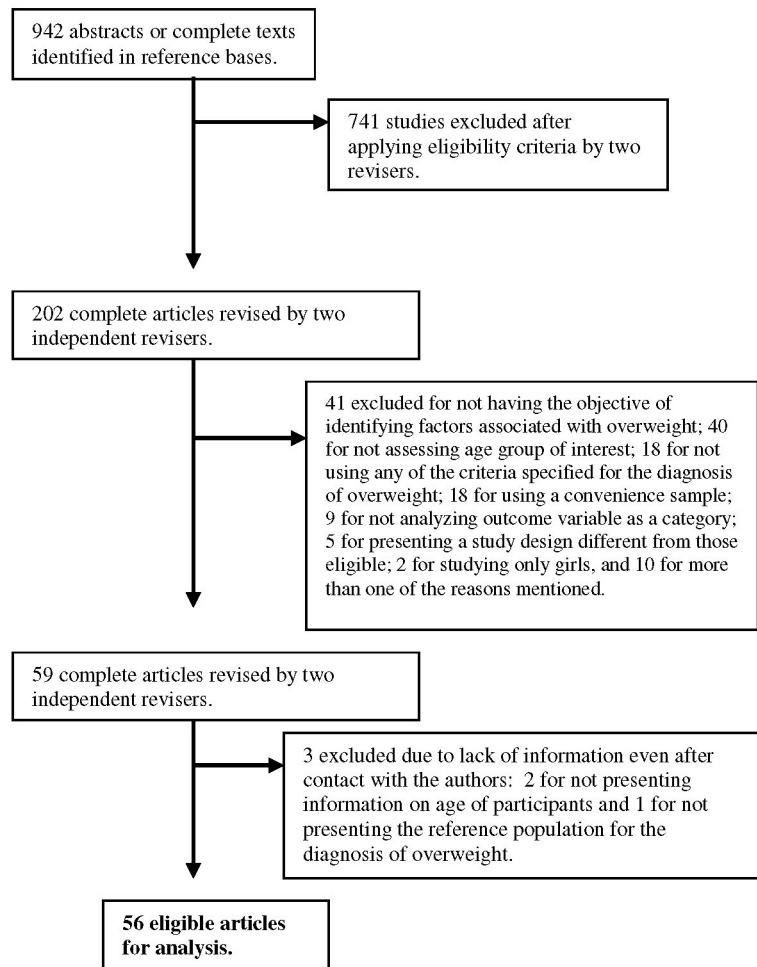 942 abstracts or complete texts
identified in reference bases.
741 studies excluded after
applying eligibility criteria by two
revisers.
202 complete articles revised by two
independent revisers.
41 excluded for not having the objective of
identifying factors associated with overweight; 40
for not assessing age group of interest; 18 for not
using any of the criteria specified for the diagnosis
of overweight; 18 for using a convenience sample;
9 for not analyzing outcome variable as a category;
5 for presenting a study design different from those
eligible; 2 for studying only girls, and 10 for more
than one of the reasons mentioned.
59 complete articles revised by two
independent revisers.
3 excluded due to lack of information even after
contact with the authors: 2 for not presenting
information on age of participants and 1 for not
presenting the reference population for the
diagnosis of overweight.
56 eligible articles
for analysis.